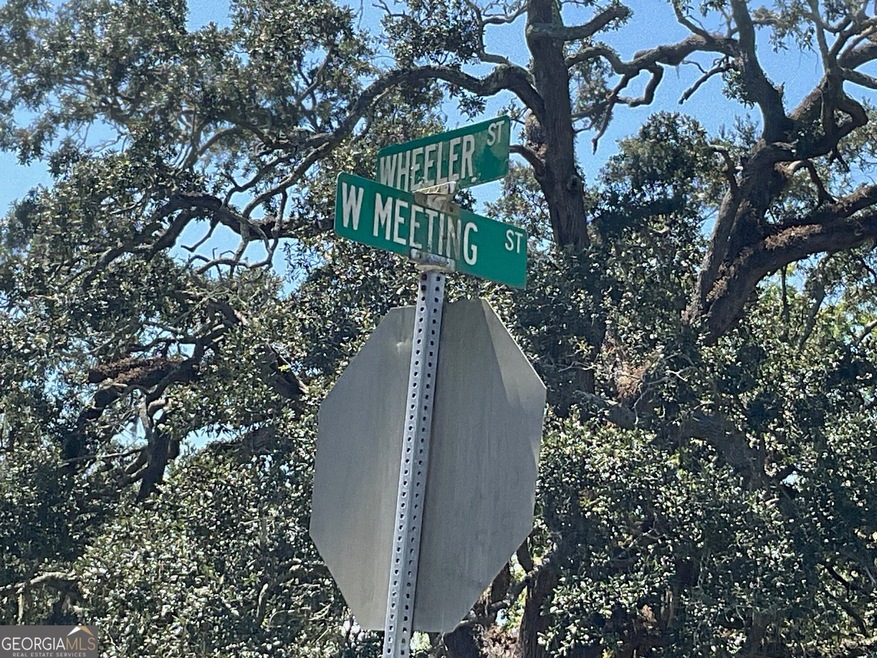 WHEELER ST
W MEETING ST
GEORGIAMLS
REAL ESTATE SERVICES